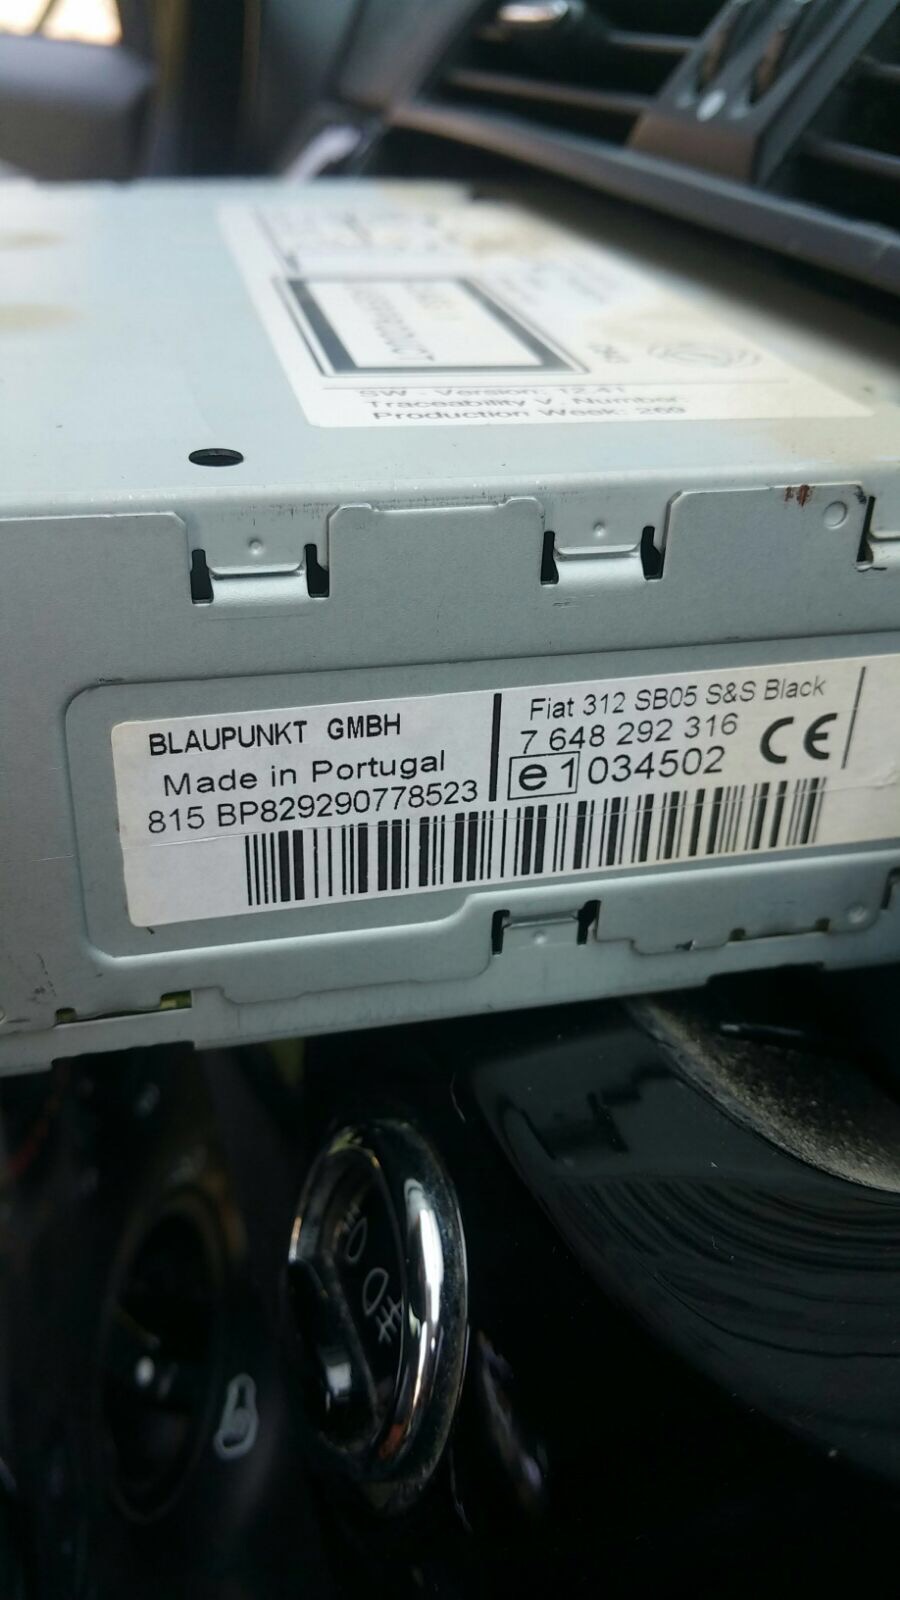 SW - Version: 12.41
Traceability V. Number:
Production Week: 269
BLAUPUNKT GMBH
Made in Portugal
815 BP829290778523
Fiat 312 SB05 S&S Black
7 648 292 316
e1 034502 CE